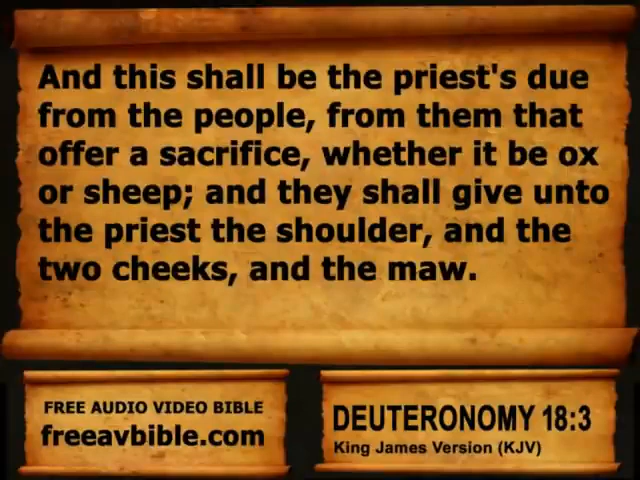 And this shall be the priest's due
from the people, from them that
offer a sacrifice, whether it be ox
or sheep; and they shall give unto
the priest the shoulder, and the
two cheeks, and the maw.
FREE AUDIO VIDEO BIBLE
freeavbible.com
DEUTERONOMY 18:3
King James Version (KJV)